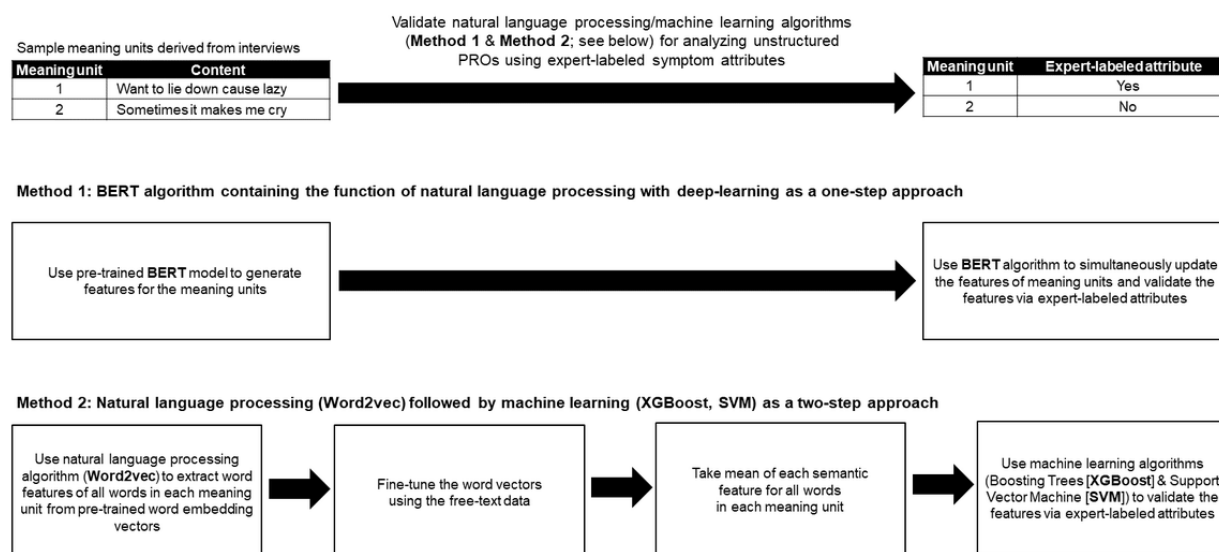 Validate natural language processing/machine learning algorithms
(Method 1 & Method 2; see below) for analyzing unstructured
PROs using expert-labeled symptom attributes
Sample meaning units derived from interviews
Meaning unit Content
1 Want to lie down cause lazy
2 Sometimes it makes me cry
Meaning unit Expert-labeled attribute
1 Yes
2 No
Method 1: BERT algorithm containing the function of natural language processing with deep-learning as a one-step approach
Use pre-trained BERT model to generate
features for the meaning units
Use BERT algorithm to simultaneously update
the features of meaning units and validate the
features via expert-labeled attributes
Method 2: Natural language processing (Word2vec) followed by machine learning (XGBoost, SVM) as a two-step approach
Use natural language processing
algorithm (Word2vec) to extract word
features of all words in each meaning
unit from pre-trained word embedding
vectors
Fine-tune the word vectors
using the free-text data
Take mean of each semantic
feature for all words
in each meaning unit
Use machine learning algorithms
(Boosting Trees [XGBoost] & Support
Vector Machine [SVM]) to validate the
features via expert-labeled attributes